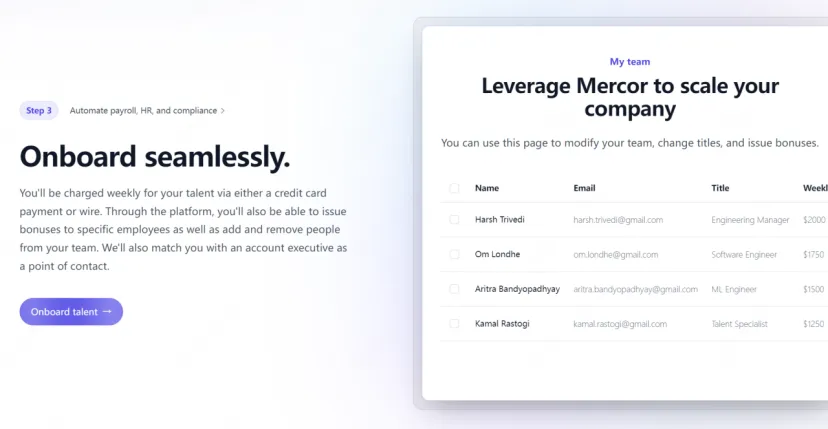 Step 3 Automate payroll, HR, and compliance >
Onboard seamlessly.
You'll be charged weekly for your talent via either a credit card
payment or wire. Through the platform, you'll also be able to issue
bonuses to specific employees as well as add and remove people
from your team. We'll also match you with an account executive as
a point of contact.
Onboard talent →
My team
Leverage Mercor to scale your
company
You can use this page to modify your team, change titles, and issue bonuses.
Name Email Title Weekl
Harsh Trivedi harsh.trivedi@gmail.com Engineering Manager $2000
Om Londhe om.londhe@gmail.com Software Engineer $1750
Aritra Bandyopadhyay aritra.bandyopadhyay@gmail.com ML Engineer $1500
Kamal Rastogi kamal.rastogi@gmail.com Talent Specialist $1250